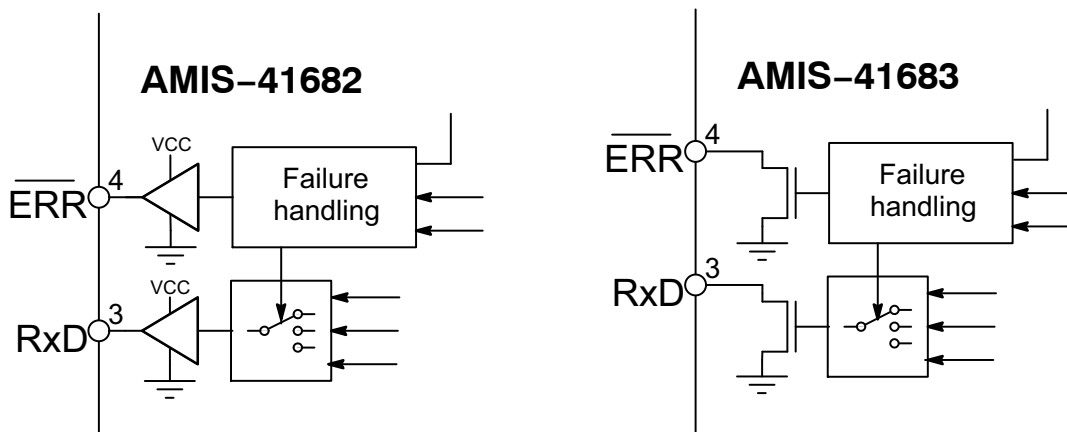 AMIS−41682
VCC
4
ERR
Failure
handling
VCC
3
RxD
AMIS−41683
4
ERR
Failure
handling
3
RxD